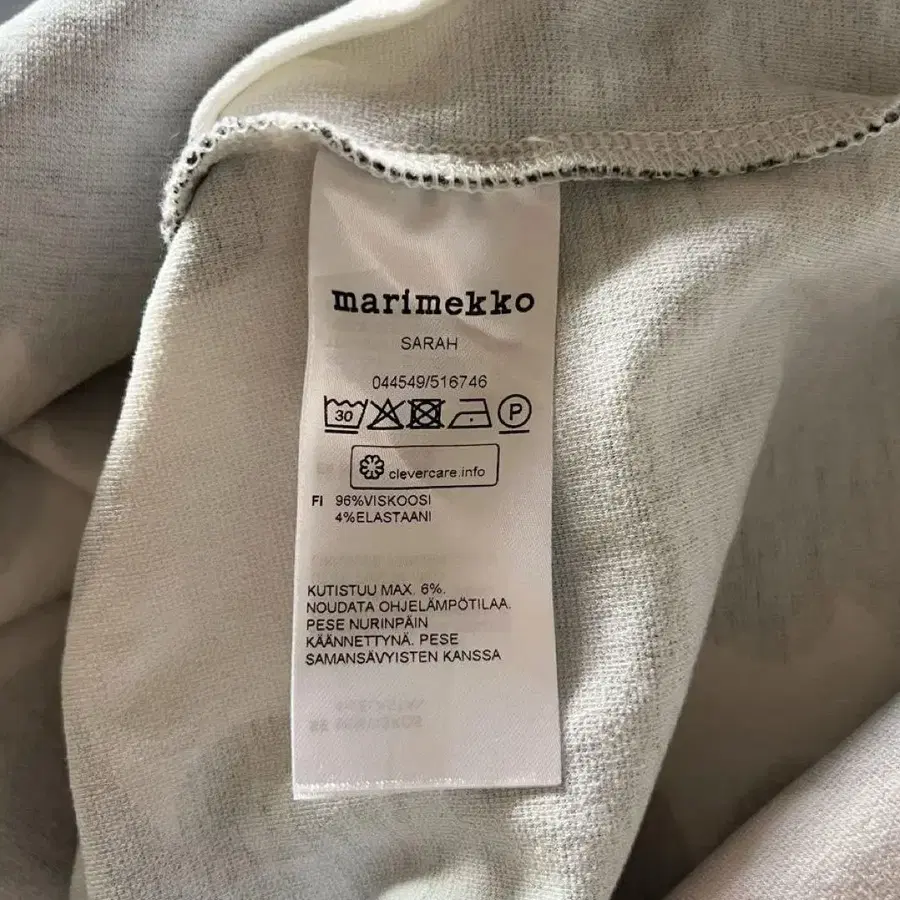 marimekko
SARAH
044549/516746
30 P
clevercare.info
FI 96%VISKOOSI
4%ELASTAANI
KUTISTUU MAX. 6%.
NOUDATA OHJELÄMPÖTILAA.
PESE NURINPÄIN
KÄÄNNETTYNÄ. PESE
SAMANSÄVYISTEN KANSSA